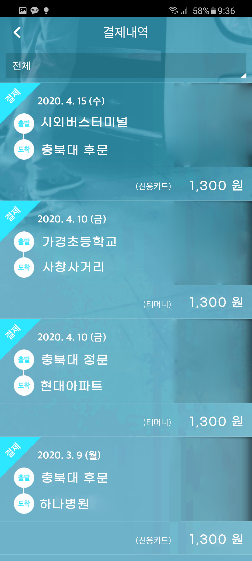 58% 9:36
결제내역
전체
결제
2020. 4. 15 (수)
출발 시외버스터미널
도착 충북대 후문
(신용카드) 1,300 원
결제
2020. 4. 10 (금)
출발 가경초등학교
도착 사창사거리
(티머니) 1,300 원
결제
2020. 4. 10 (금)
출발 충북대 정문
도착 현대아파트
(티머니) 1,300 원
결제
2020. 3. 9 (월)
출발 충북대 후문
도착 하나병원
(신용카드) 1,300 원